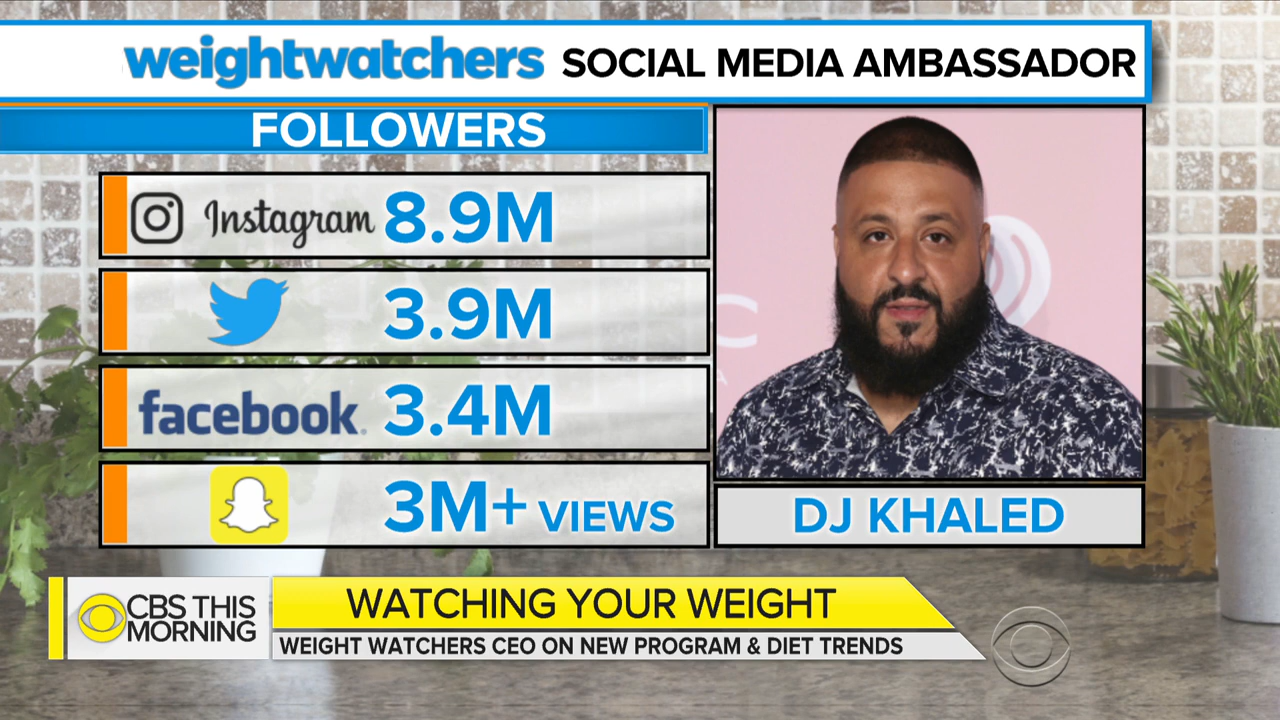 weightwatchers SOCIAL MEDIA AMBASSADOR
FOLLOWERS
Instagram 8.9M
3.9M
facebook 3.4M
3M+ VIEWS
DJ KHALED
CBS THIS
MORNING
WATCHING YOUR WEIGHT
WEIGHT WATCHERS CEO ON NEW PROGRAM & DIET TRENDS